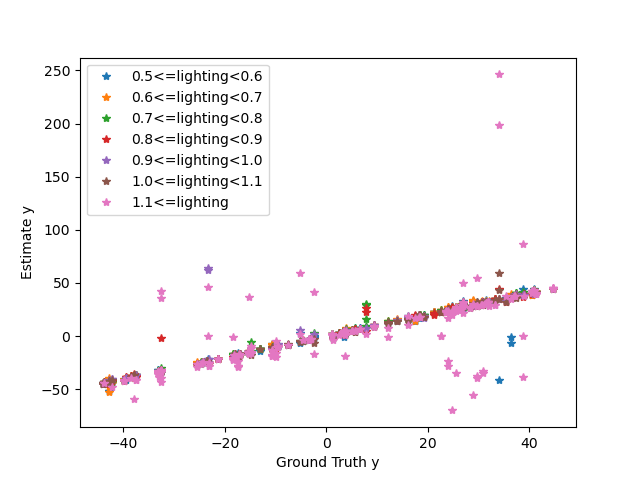 250
200
150
100
50
0
−50
Estimate y
0.5<=lighting<0.6
0.6<=lighting<0.7
0.7<=lighting<0.8
0.8<=lighting<0.9
0.9<=lighting<1.0
1.0<=lighting<1.1
1.1<=lighting
−40 −20 0 20 40
Ground Truth y